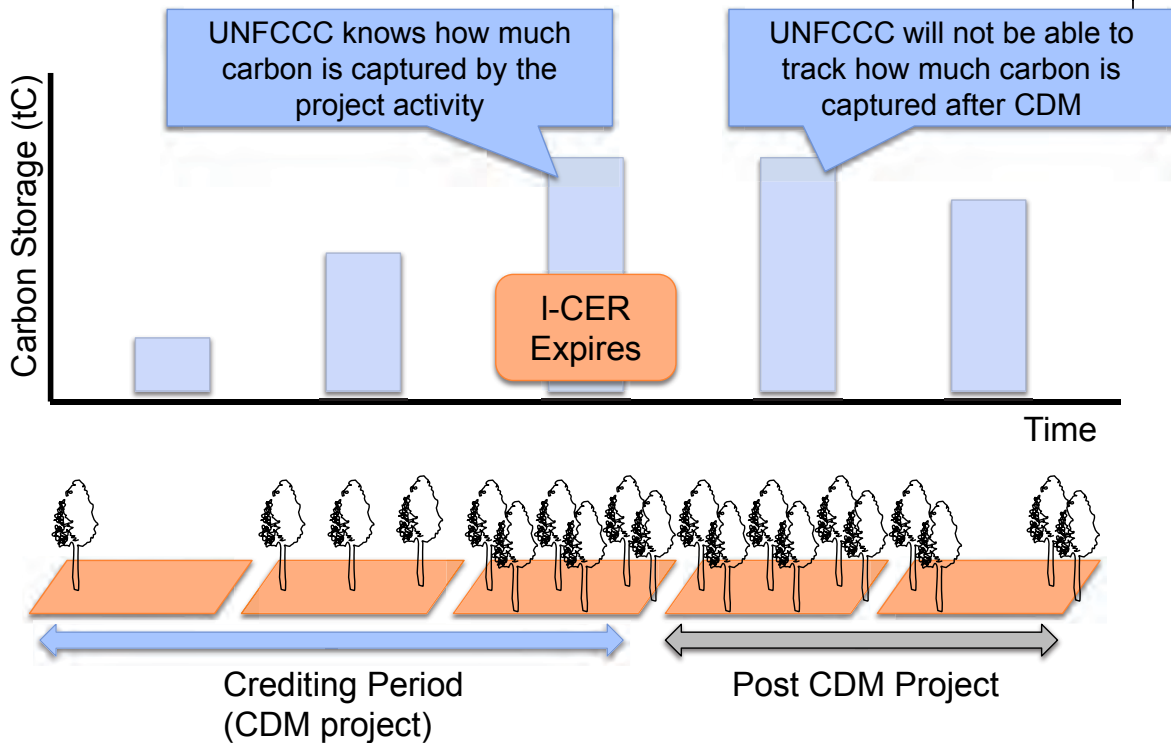 UNFCCC knows how much
carbon is captured by the
project activity
UNFCCC will not be able to
track how much carbon is
captured after CDM
Carbon Storage (tC)
l-CER
Expires
Time
Crediting Period
(CDM project)
Post CDM Project